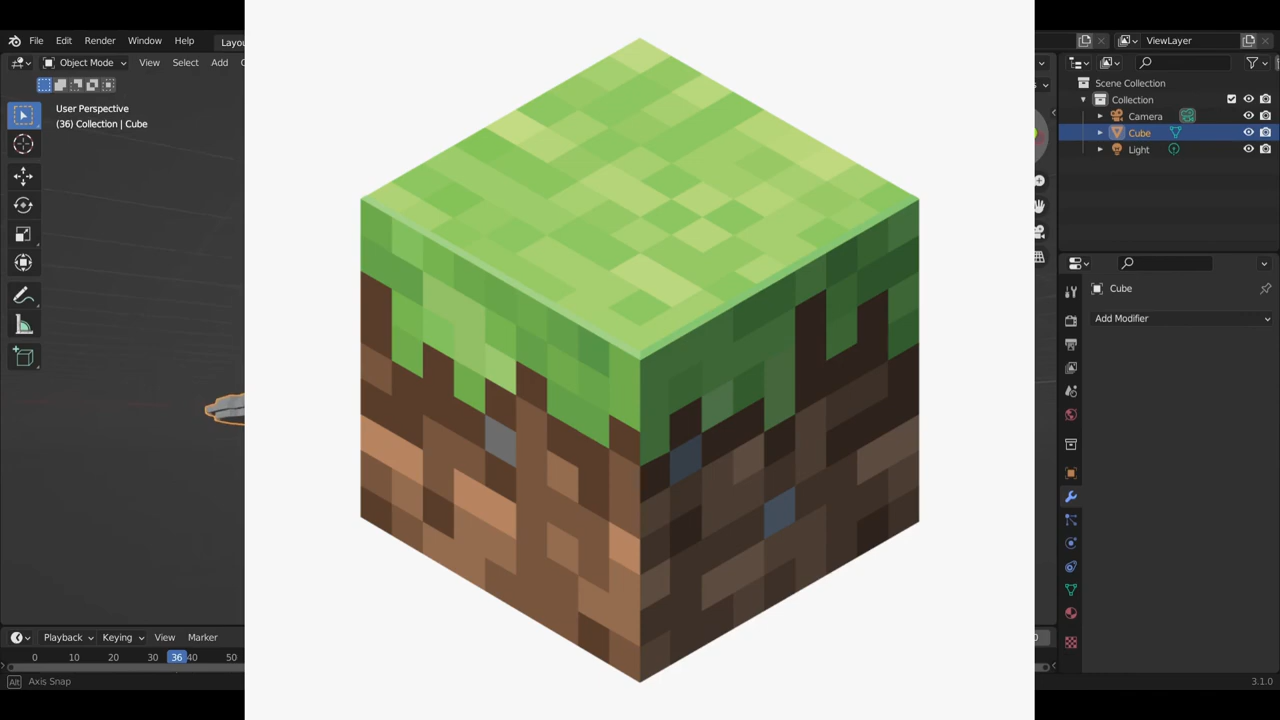 File Edit Render Window Help Layou
ViewLayer
Object Mode View Select Add
User Perspective
(36) Collection | Cube
Scene Collection
Collection
Camera
Cube
Light
Cube
Add Modifier
Playback Keying View Marker
0 10 20 30 36 40 50
Alt Axis Snap
3.1.0